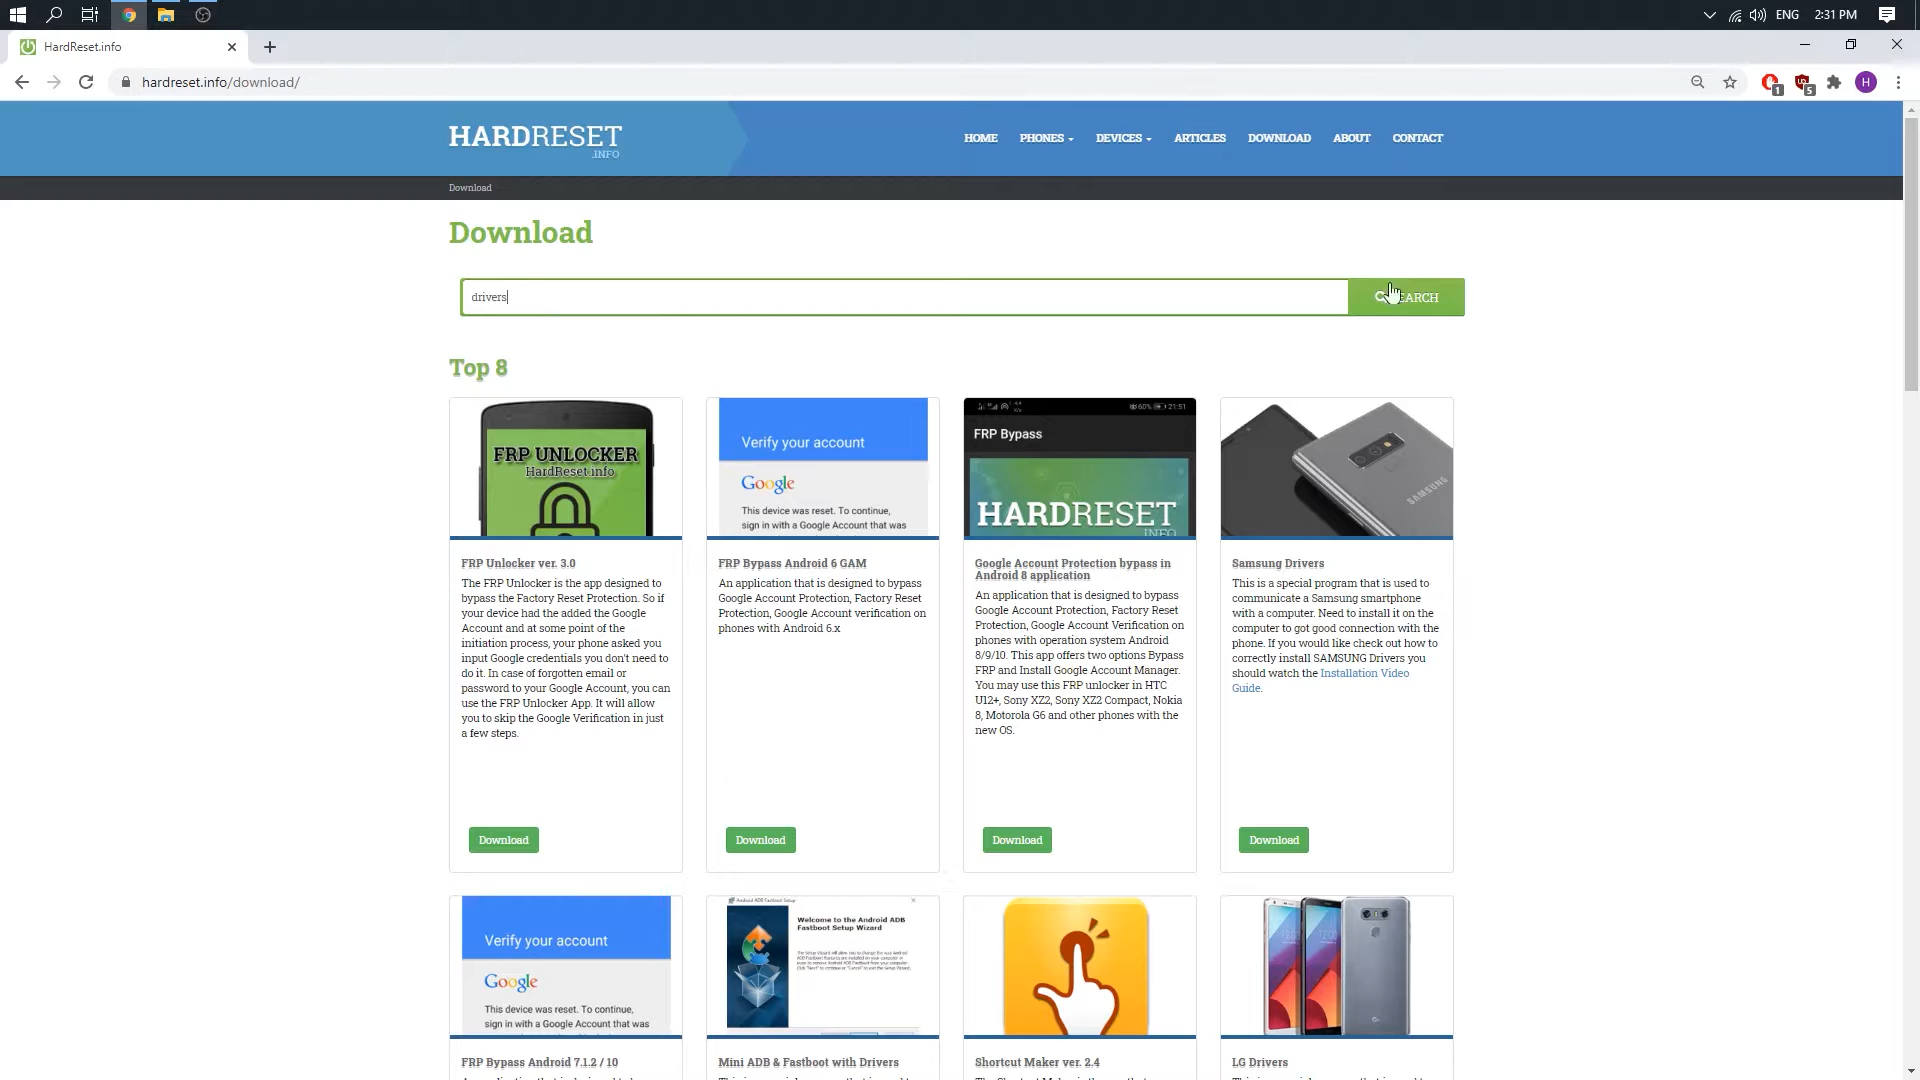 ENG 2:31 PM
HardReset.info
hardreset.info/download/
H
1
5
HARDRESET
.INFO
HOME PHONES DEVICES ARTICLES DOWNLOAD ABOUT CONTACT
Download
Download
drivers
Top 8
FRP UNLOCKER
HardReset.info
FRP Unlocker ver. 3.0
The FRP Unlocker is the app designed to
bypass the Factory Reset Protection. So if
your device had the added the Google
Account and at some point of the
initiation process, your phone asked you
input Google credentials you don't need to
do it. In case of forgotten email or
password to your Google Account, you can
use the FRP Unlocker App. It will allow
you to skip the Google Verification in just
a few steps.
Download
Verify your account
Google
This device was reset. To continue,
sign in with a Google Account that was
FRP Bypass Android 6 GAM
An application that is designed to bypass
Google Account Protection, Factory Reset
Protection, Google Account verification on
phones with Android 6.x
Download
60% 21:51
FRP Bypass
HARDRESET
INFO
Google Account Protection bypass in
Android 8 application
An application that is designed to bypass
Google Account Protection, Factory Reset
Protection, Google Account Verification on
phones with operation system Android
8/9/10. This app offers two options Bypass
FRP and Install Google Account Manager.
You may use this FRP unlocker in HTC
U12+, Sony XZ2, Sony XZ2 Compact, Nokia
8, Motorola G6 and other phones with the
new OS.
Download
SAMSUNG
Samsung Drivers
This is a special program that is used to
communicate a Samsung smartphone
with a computer. Need to install it on the
computer to got good connection with the
phone. If you would like check out how to
correctly install SAMSUNG Drivers you
should watch the Installation Video
Guide.
Download
Verify your account
Google
This device was reset. To continue,
sign in with a Google Account that was
FRP Bypass Android 7.1.2 / 10
Android ADB Fastboot Setup
Welcome to the Android ADB
Fastboot Setup Wizard
Mini ADB & Fastboot with Drivers
Shortcut Maker ver. 2.4
LG Drivers